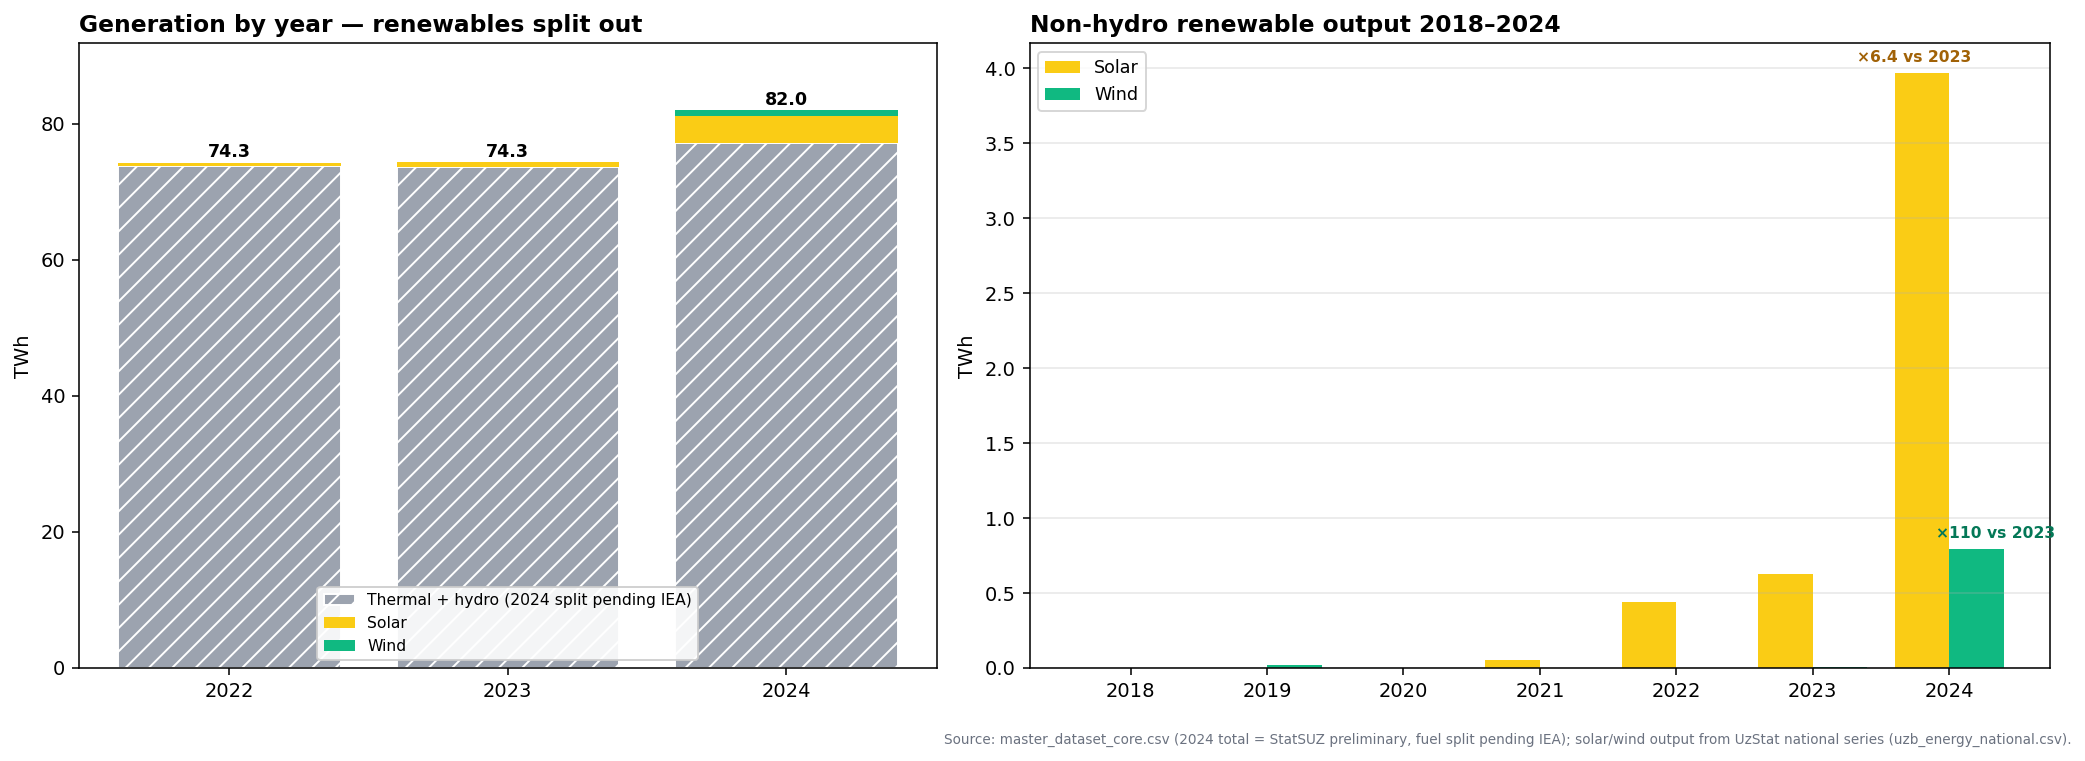 Generation by year — renewables split out
TWh
80
60
40
20
0
74.3
74.3
82.0
Thermal + hydro (2024 split pending IEA)
Solar
Wind
2022
2023
2024
Non-hydro renewable output 2018–2024
TWh
4.0
3.5
3.0
2.5
2.0
1.5
1.0
0.5
0.0
Solar
Wind
×6.4 vs 2023
×110 vs 2023
2018
2019
2020
2021
2022
2023
2024
Source: master_dataset_core.csv (2024 total = StatSUZ preliminary, fuel split pending IEA); solar/wind output from UzStat national series (uzb_energy_national.csv).